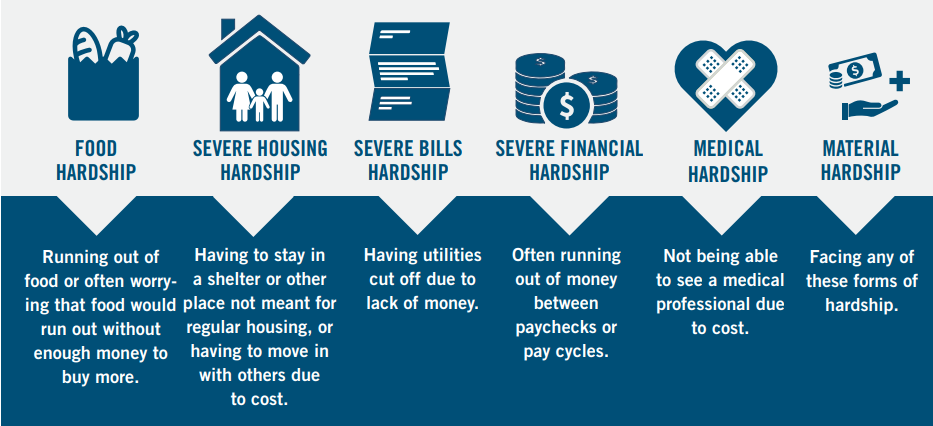 FOOD
HARDSHIP
SEVERE HOUSING
HARDSHIP
SEVERE BILLS
HARDSHIP
$
$
$
SEVERE FINANCIAL
HARDSHIP
MEDICAL
HARDSHIP
$
MATERIAL
HARDSHIP
Running out of
food or often worry-
ing that food would
run out without
enough money to
buy more.
Having to stay in
a shelter or other
place not meant for
regular housing, or
having to move in
with others due
to cost.
Having utilities
cut off due to
lack of money.
Often running
out of money
between
paychecks or
pay cycles.
Not being able
to see a medical
professional due
to cost.
Facing any of
these forms of
hardship.